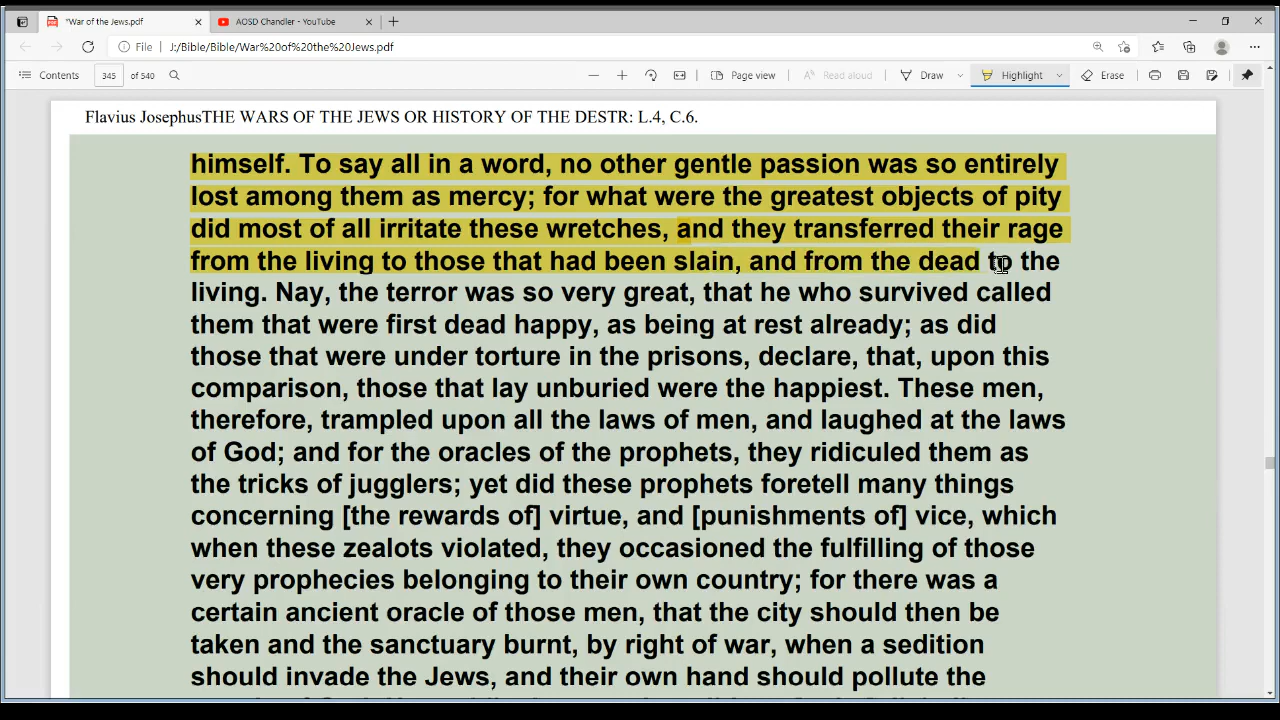 *War of the Jews.pdf
AOSD Chandler - YouTube
File
J:/Bible/Bible/War%20of%20the%20Jews.pdf
Contents
345
of 540
Page view
Read aloud
Draw
Highlight
Erase
Flavius JosephusTHE WARS OF THE JEWS OR HISTORY OF THE DESTR: L.4, C.6.
himself. To say all in a word, no other gentle passion was so entirely
lost among them as mercy; for what were the greatest objects of pity
did most of all irritate these wretches, and they transferred their rage
from the living to those that had been slain, and from the dead to the
living. Nay, the terror was so very great, that he who survived called
them that were first dead happy, as being at rest already; as did
those that were under torture in the prisons, declare, that, upon this
comparison, those that lay unburied were the happiest. These men,
therefore, trampled upon all the laws of men, and laughed at the laws
of God; and for the oracles of the prophets, they ridiculed them as
the tricks of jugglers; yet did these prophets foretell many things
concerning [the rewards of] virtue, and [punishments of] vice, which
when these zealots violated, they occasioned the fulfilling of those
very prophecies belonging to their own country; for there was a
certain ancient oracle of those men, that the city should then be
taken and the sanctuary burnt, by right of war, when a sedition
should invade the Jews, and their own hand should pollute the